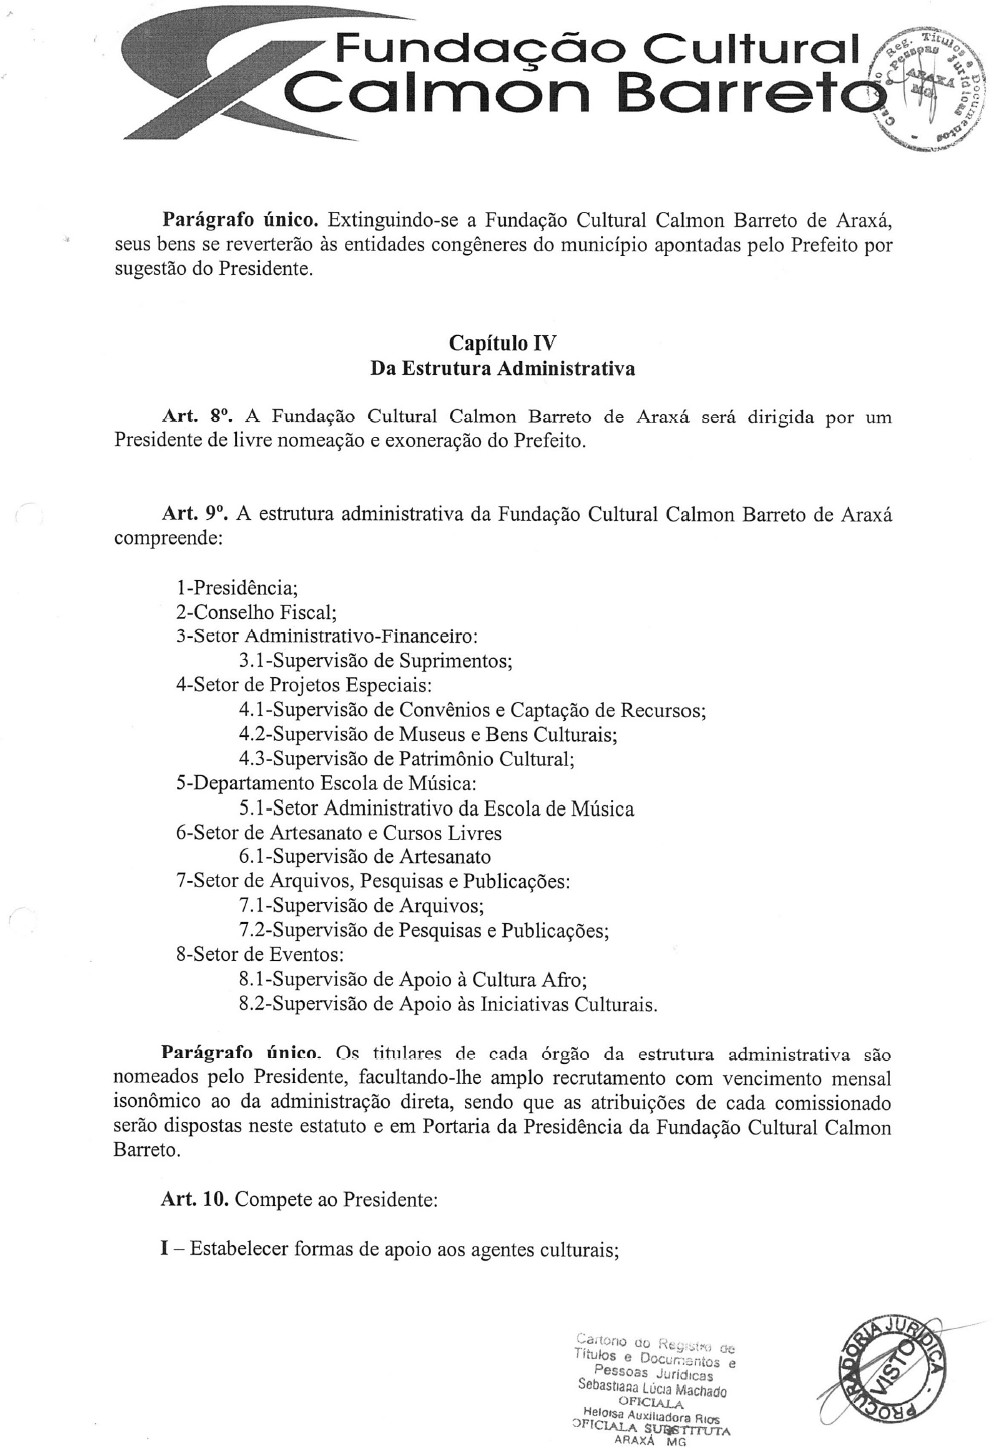 Fundação Cultural
Calmon Barreto
Reg. Títulos e Documentos
Pessoas Jurídicas
ARAXÁ
MG.
Parágrafo único. Extinguindo-se a Fundação Cultural Calmon Barreto de Araxá,
seus bens se reverterão às entidades congêneres do município apontadas pelo Prefeito por
sugestão do Presidente.
Capítulo IV
Da Estrutura Administrativa
Art. 8º. A Fundação Cultural Calmon Barreto de Araxá será dirigida por um
Presidente de livre nomeação e exoneração do Prefeito.
Art. 9º. A estrutura administrativa da Fundação Cultural Calmon Barreto de Araxá
compreende:
1-Presidência;
2-Conselho Fiscal;
3-Setor Administrativo-Financeiro:
3.1-Supervisão de Suprimentos;
4-Setor de Projetos Especiais:
4.1-Supervisão de Convênios e Captação de Recursos;
4.2-Supervisão de Museus e Bens Culturais;
4.3-Supervisão de Patrimônio Cultural;
5-Departamento Escola de Música:
5.1-Setor Administrativo da Escola de Música
6-Setor de Artesanato e Cursos Livres
6.1-Supervisão de Artesanato
7-Setor de Arquivos, Pesquisas e Publicações:
7.1-Supervisão de Arquivos;
7.2-Supervisão de Pesquisas e Publicações;
8-Setor de Eventos:
8.1-Supervisão de Apoio à Cultura Afro;
8.2-Supervisão de Apoio às Iniciativas Culturais.
Parágrafo único. Os titulares de cada órgão da estrutura administrativa são
nomeados pelo Presidente, facultando-lhe amplo recrutamento com vencimento mensal
isonômico ao da administração direta, sendo que as atribuições de cada comissionado
serão dispostas neste estatuto e em Portaria da Presidência da Fundação Cultural Calmon
Barreto.
Art. 10. Compete ao Presidente:
I – Estabelecer formas de apoio aos agentes culturais;
Cartorio do Registro de
Títulos e Documentos e
Pessoas Jurídicas
Sebastiana Lúcia Machado
OFICIALA
Heloisa Auxiliadora Rios
OFICIALA SUBSTITUTA
ARAXÁ MG
PROCURADORIA JURÍDICA -
VISTO